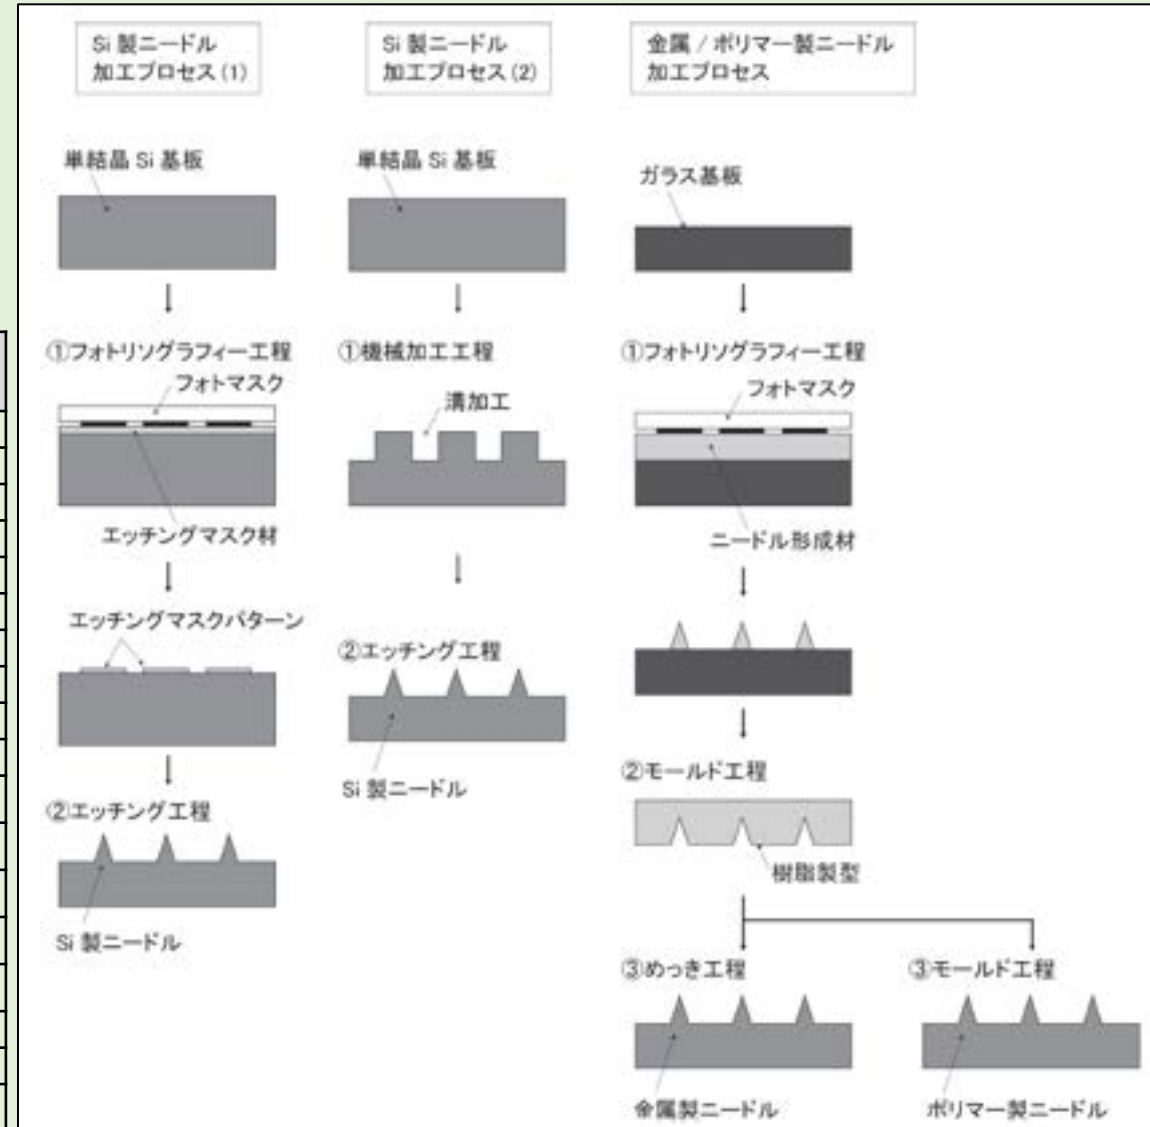 Si 製ニードル
加工プロセス (1)
単結晶 Si 基板
①フォトリソグラフィー工程
フォトマスク
エッチングマスク材
エッチングマスクパターン
②エッチング工程
Si 製ニードル
Si 製ニードル
加工プロセス (2)
単結晶 Si 基板
①機械加工工程
溝加工
②エッチング工程
Si 製ニードル
金属 / ポリマー製ニードル
加工プロセス
ガラス基板
①フォトリソグラフィー工程
フォトマスク
ニードル形成材
②モールド工程
樹脂製型
③めっき工程
金属製ニードル
③モールド工程
ポリマー製ニードル